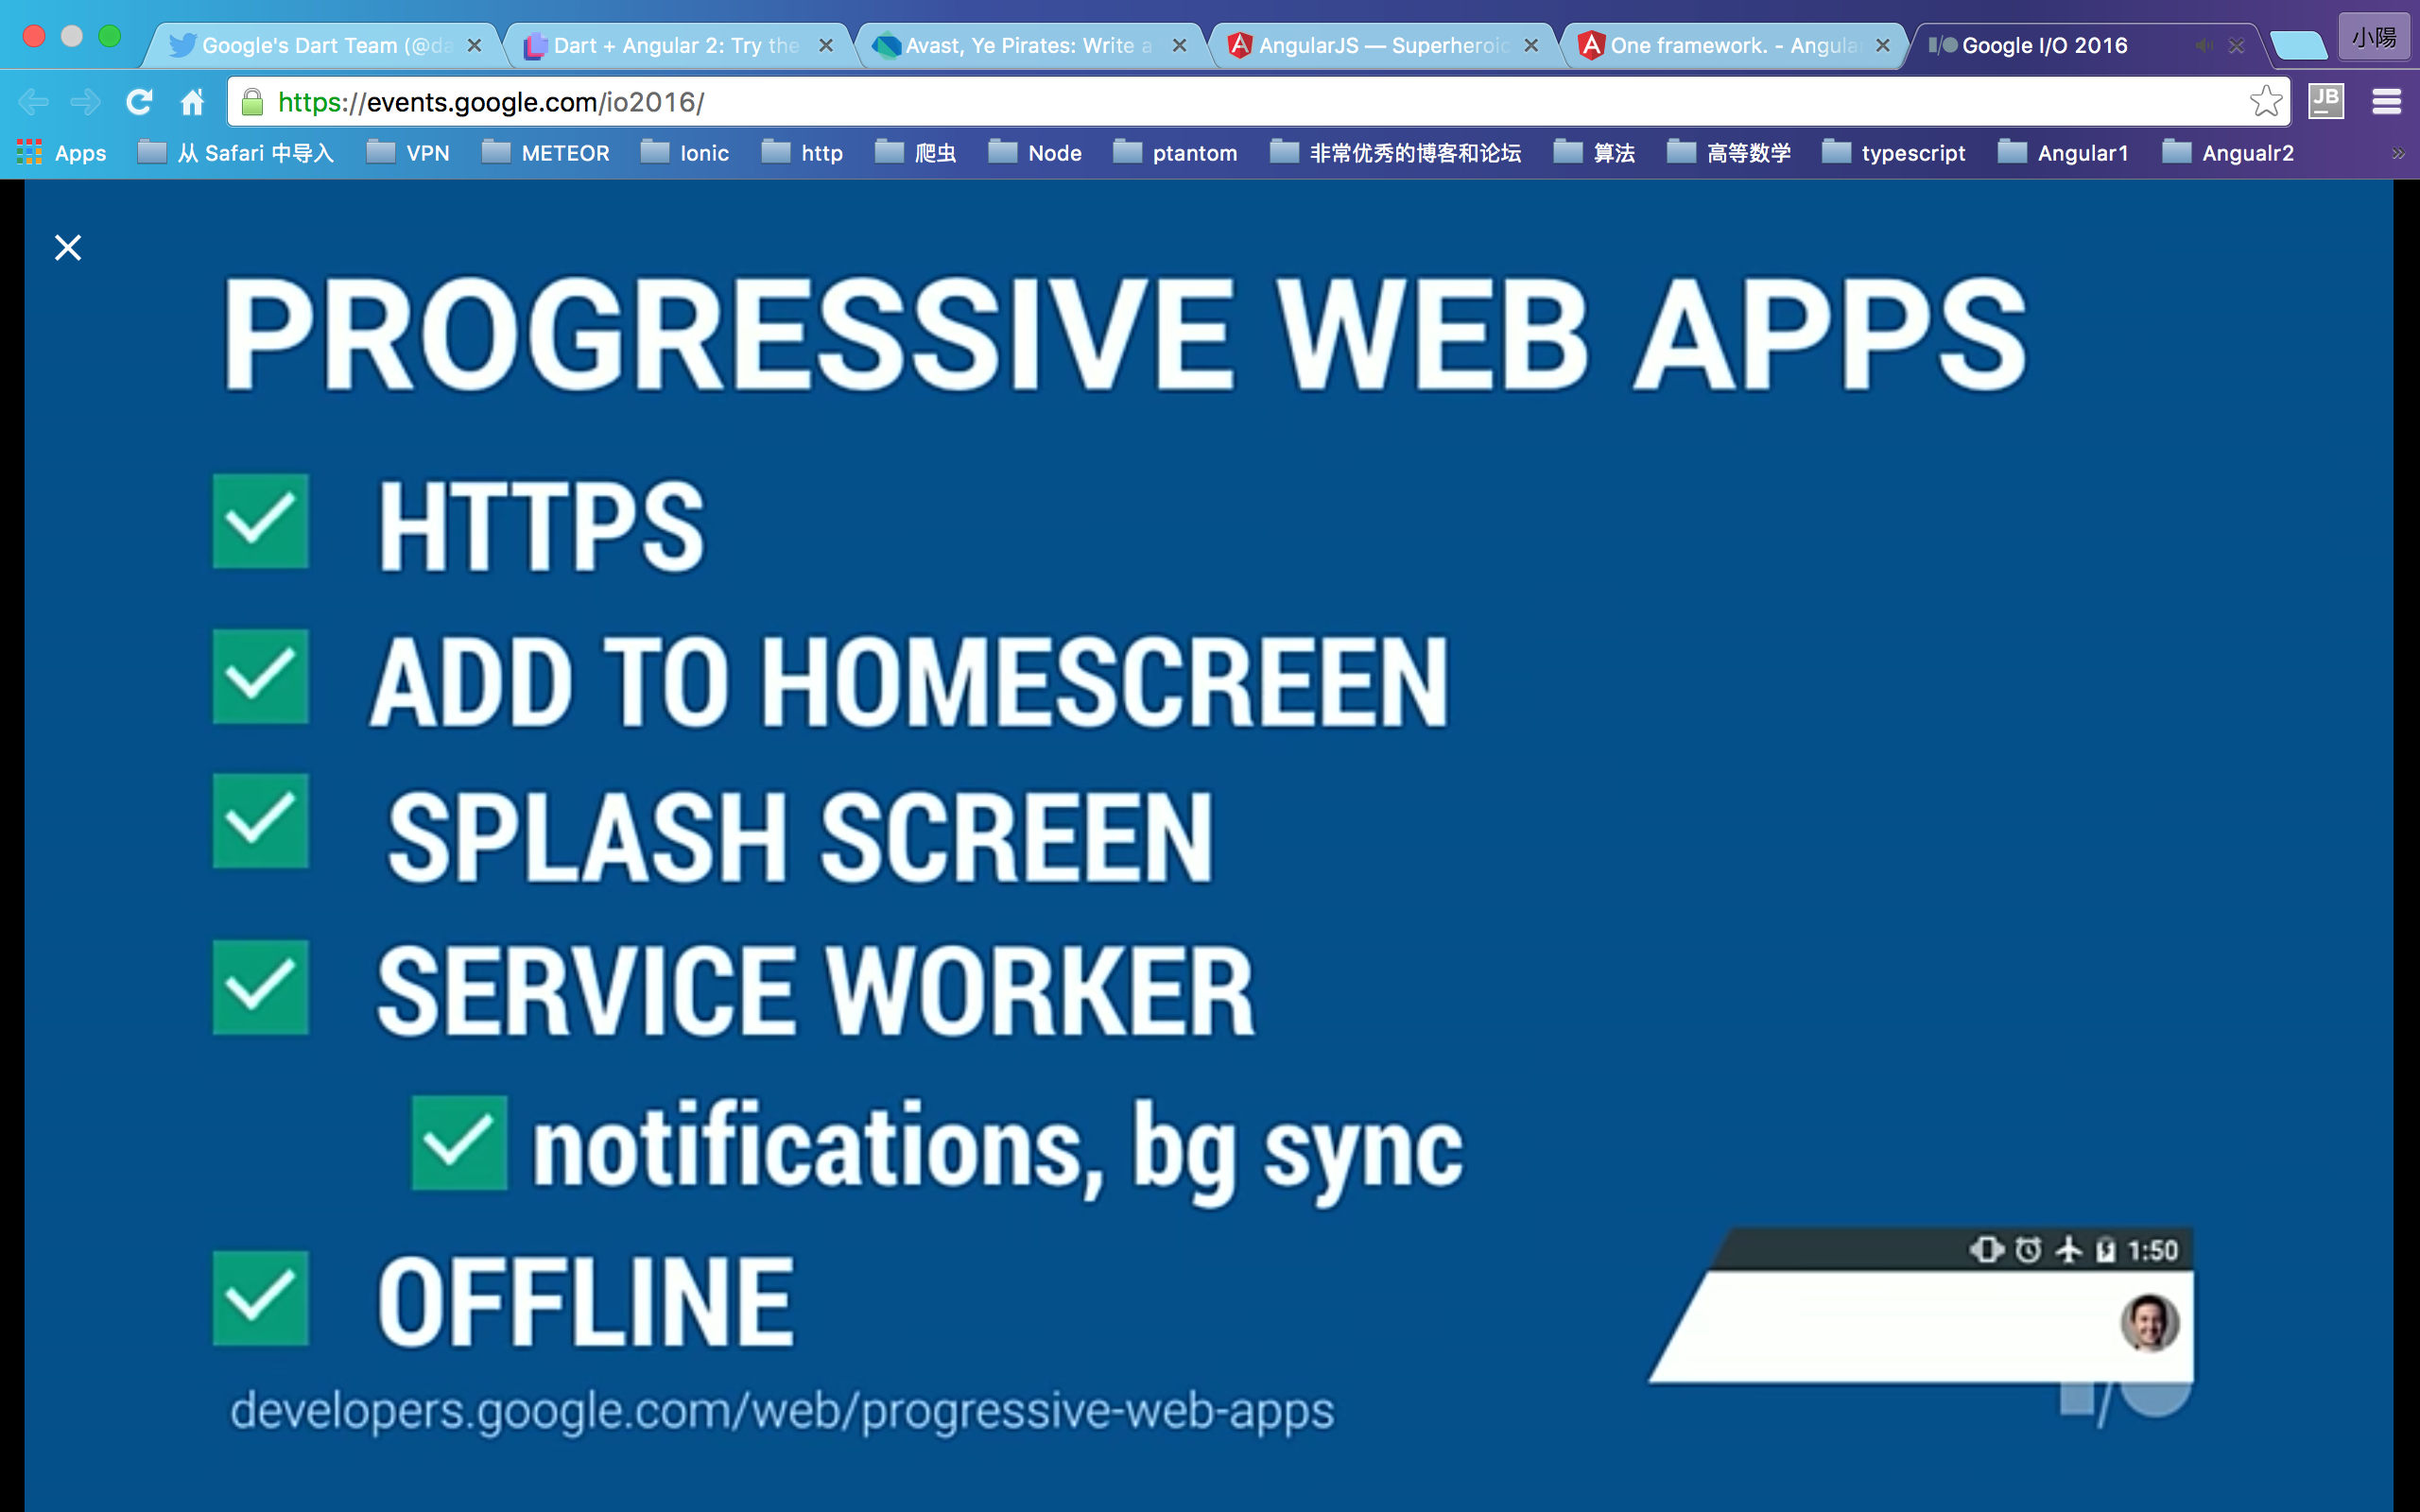 Google's Dart Team (@da
Dart + Angular 2: Try the
Avast, Ye Pirates: Write a
AngularJS — Superheroic
One framework. - Angular
Google I/O 2016
小陽
https://events.google.com/io2016/
JB
Apps
从 Safari 中导入
VPN
METEOR
Ionic
http
爬虫
Node
ptantom
非常优秀的博客和论坛
算法
高等数学
typescript
Angular1
Angualr2
»
PROGRESSIVE WEB APPS
HTTPS
ADD TO HOMESCREEN
SPLASH SCREEN
SERVICE WORKER
notifications, bg sync
1:50
OFFLINE
developers.google.com/web/progressive-web-apps
I/O